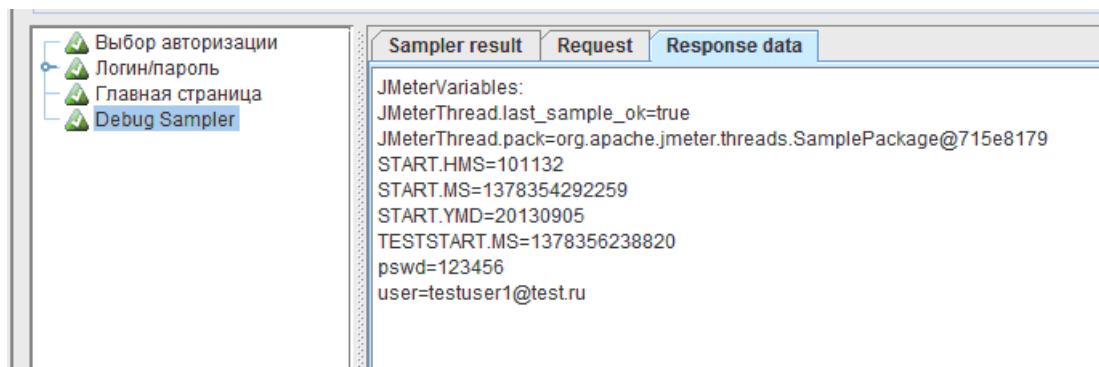 Выбор авторизации
Логин/пароль
Главная страница
Debug Sampler
Sampler result Request Response data
JMeterVariables:
JMeterThread.last_sample_ok=true
JMeterThread.pack=org.apache.jmeter.threads.SamplePackage@715e8179
START.HMS=101132
START.MS=1378354292259
START.YMD=20130905
TESTSTART.MS=1378356238820
pswd=123456
user=testuser1@test.ru